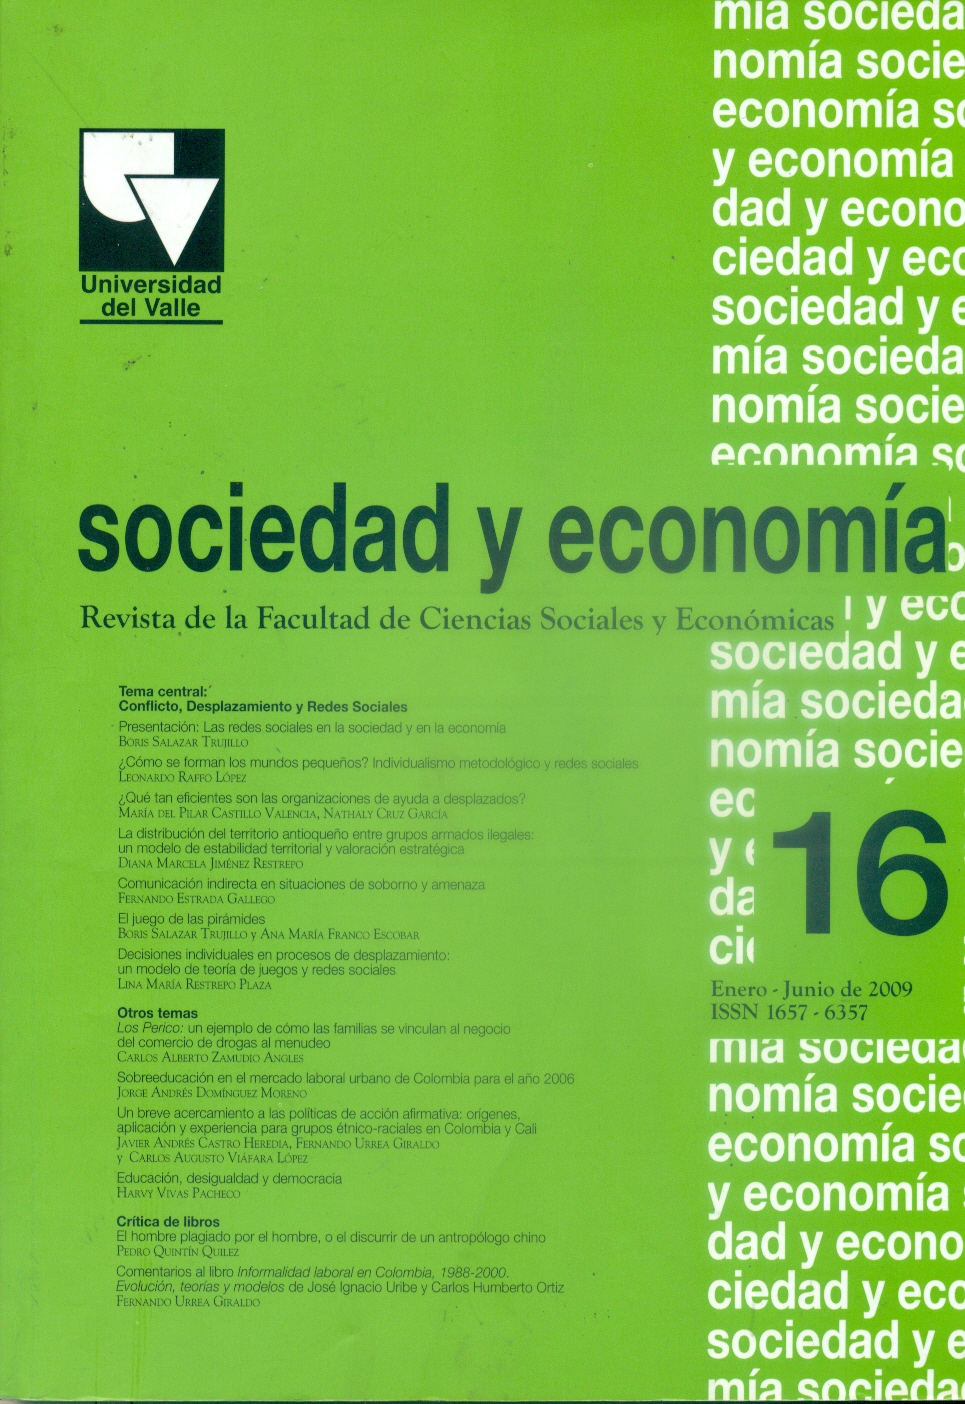 mía socieda
nomía socie
economía so
y economía
dad y econo
ciedad y eco
sociedad y e
mía socieda
nomía socie
economía so
Universidad
del Valle
sociedad y economía
Revista de la Facultad de Ciencias Sociales y Económicas
y eco
sociedad y e
mía socieda
nomía socie
ec
y e
da
cie
Tema central:
Conflicto, Desplazamiento y Redes Sociales
Presentación: Las redes sociales en la sociedad y en la economía
BORIS SALAZAR TRUJILLO
¿Cómo se forman los mundos pequeños? Individualismo metodológico y redes sociales
LEONARDO RAFFO LÓPEZ
¿Qué tan eficientes son las organizaciones de ayuda a desplazados?
MARÍA DEL PILAR CASTILLO VALENCIA, NATHALY CRUZ GARCÍA
La distribución del territorio antioqueño entre grupos armados ilegales:
un modelo de estabilidad territorial y valoración estratégica
DIANA MARCELA JIMÉNEZ RESTREPO
Comunicación indirecta en situaciones de soborno y amenaza
FERNANDO ESTRADA GALLEGO
El juego de las pirámides
BORIS SALAZAR TRUJILLO Y ANA MARÍA FRANCO ESCOBAR
Decisiones individuales en procesos de desplazamiento:
un modelo de teoría de juegos y redes sociales
LINA MARÍA RESTREPO PLAZA
Otros temas
Los Perico: un ejemplo de cómo las familias se vinculan al negocio
del comercio de drogas al menudeo
CARLOS ALBERTO ZAMUDIO ANGLES
Sobreeducación en el mercado laboral urbano de Colombia para el año 2006
JORGE ANDRÉS DOMÍNGUEZ MORENO
Un breve acercamiento a las políticas de acción afirmativa: orígenes,
aplicación y experiencia para grupos étnico-raciales en Colombia y Cali
JAVIER ANDRÉS CASTRO HEREDIA, FERNANDO URREA GIRALDO
y CARLOS AUGUSTO VIÁFARA LÓPEZ
Educación, desigualdad y democracia
HARVY VIVAS PACHECO
Crítica de libros
El hombre plagiado por el hombre, o el discurrir de un antropólogo chino
PEDRO QUINTÍN QUILEZ
Comentarios al libro Informalidad laboral en Colombia, 1988-2000.
Evolución, teorías y modelos de José Ignacio Uribe y Carlos Humberto Ortiz
FERNANDO URREA GIRALDO
16
Enero - Junio de 2009
ISSN 1657 - 6357
mía socieda
nomía socie
economía so
y economía
dad y econo
ciedad y eco
sociedad y e
mía socieda